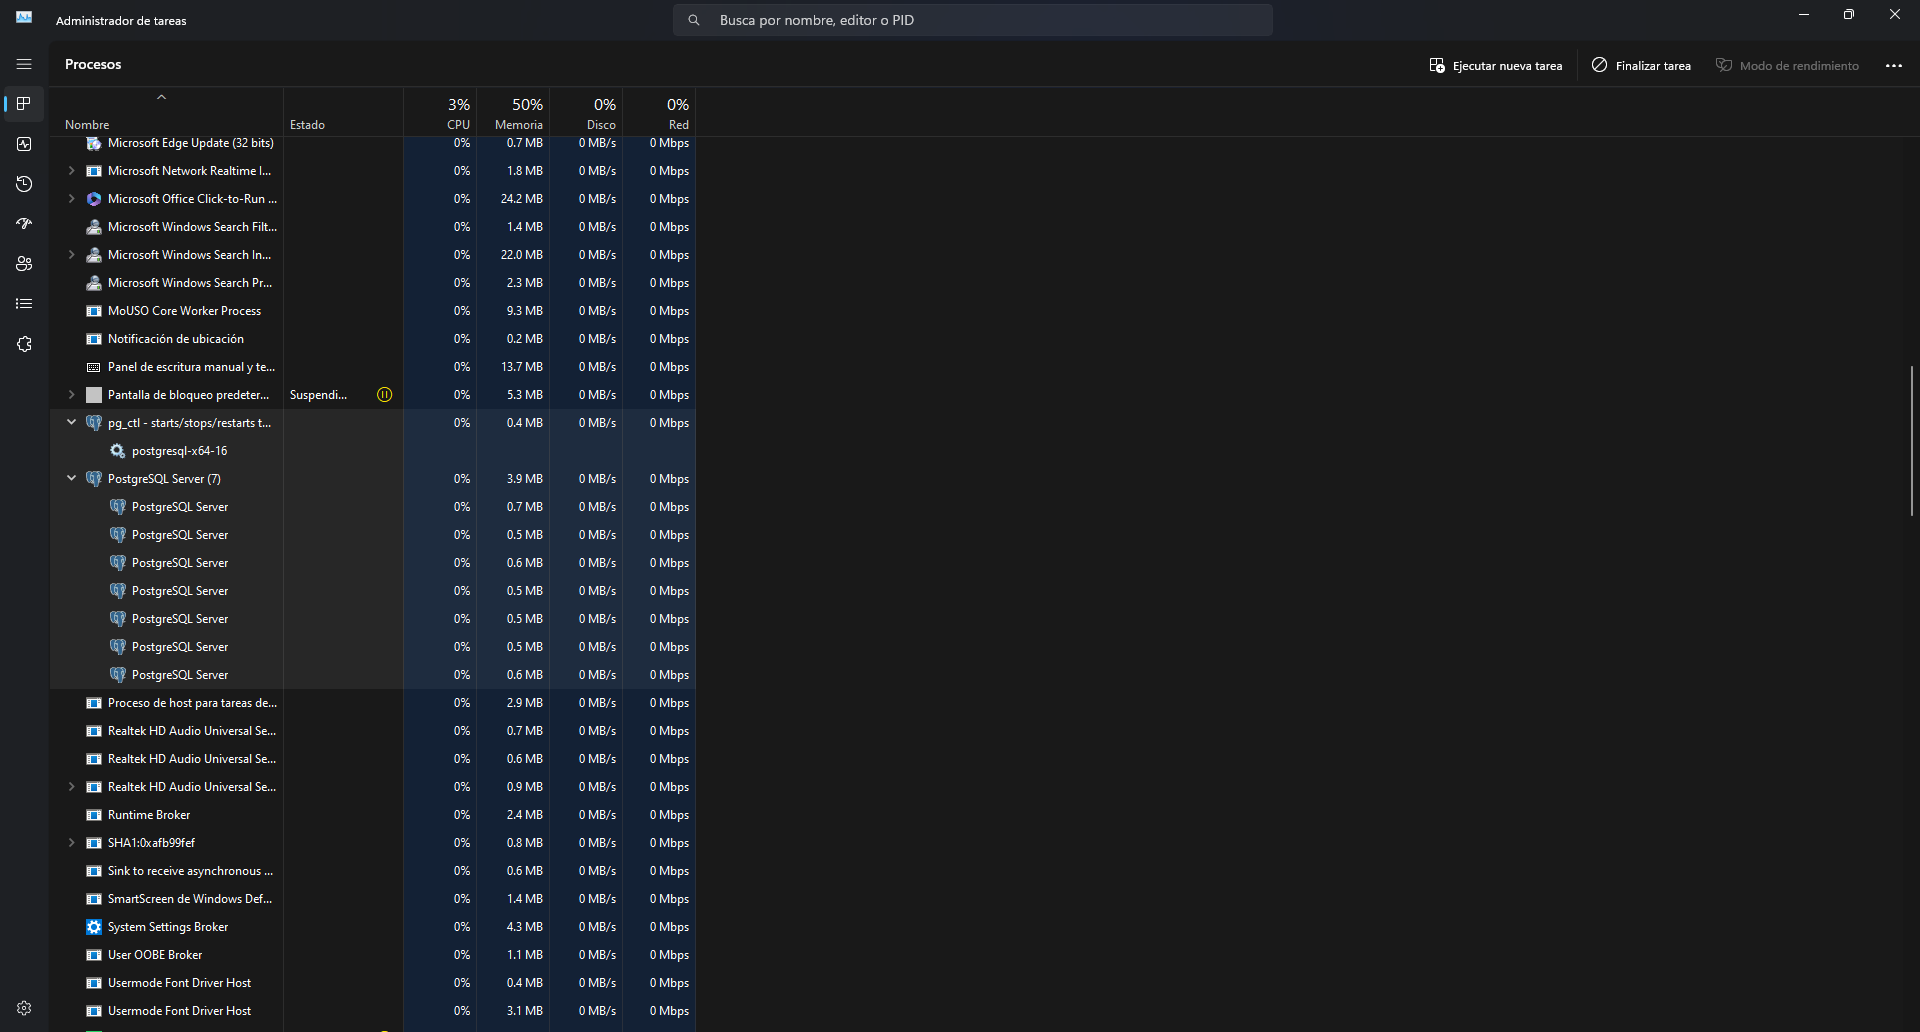 Administrador de tareas
Busca por nombre, editor o PID
Procesos
Ejecutar nueva tarea
Finalizar tarea
Modo de rendimiento
3% 50% 0% 0%
Nombre Estado CPU Memoria Disco Red
Microsoft Edge Update (32 bits) 0% 0.7 MB 0 MB/s 0 Mbps
Microsoft Network Realtime I... 0% 1.8 MB 0 MB/s 0 Mbps
Microsoft Office Click-to-Run ... 0% 24.2 MB 0 MB/s 0 Mbps
Microsoft Windows Search Filt... 0% 1.4 MB 0 MB/s 0 Mbps
Microsoft Windows Search In... 0% 22.0 MB 0 MB/s 0 Mbps
Microsoft Windows Search Pr... 0% 2.3 MB 0 MB/s 0 Mbps
MoUSO Core Worker Process 0% 9.3 MB 0 MB/s 0 Mbps
Notificación de ubicación 0% 0.2 MB 0 MB/s 0 Mbps
Panel de escritura manual y te... 0% 13.7 MB 0 MB/s 0 Mbps
Pantalla de bloqueo predeter... Suspendi... 0% 5.3 MB 0 MB/s 0 Mbps
pg_ctl - starts/stops/restarts t... 0% 0.4 MB 0 MB/s 0 Mbps
postgresql-x64-16
PostgreSQL Server (7) 0% 3.9 MB 0 MB/s 0 Mbps
PostgreSQL Server 0% 0.7 MB 0 MB/s 0 Mbps
PostgreSQL Server 0% 0.5 MB 0 MB/s 0 Mbps
PostgreSQL Server 0% 0.6 MB 0 MB/s 0 Mbps
PostgreSQL Server 0% 0.5 MB 0 MB/s 0 Mbps
PostgreSQL Server 0% 0.5 MB 0 MB/s 0 Mbps
PostgreSQL Server 0% 0.5 MB 0 MB/s 0 Mbps
PostgreSQL Server 0% 0.6 MB 0 MB/s 0 Mbps
Proceso de host para tareas de... 0% 2.9 MB 0 MB/s 0 Mbps
Realtek HD Audio Universal Se... 0% 0.7 MB 0 MB/s 0 Mbps
Realtek HD Audio Universal Se... 0% 0.6 MB 0 MB/s 0 Mbps
Realtek HD Audio Universal Se... 0% 0.9 MB 0 MB/s 0 Mbps
Runtime Broker 0% 2.4 MB 0 MB/s 0 Mbps
SHA1:0xafb99fef 0% 0.8 MB 0 MB/s 0 Mbps
Sink to receive asynchronous ... 0% 0.6 MB 0 MB/s 0 Mbps
SmartScreen de Windows Def... 0% 1.4 MB 0 MB/s 0 Mbps
System Settings Broker 0% 4.3 MB 0 MB/s 0 Mbps
User OOBE Broker 0% 1.1 MB 0 MB/s 0 Mbps
Usermode Font Driver Host 0% 0.4 MB 0 MB/s 0 Mbps
Usermode Font Driver Host 0% 3.1 MB 0 MB/s 0 Mbps